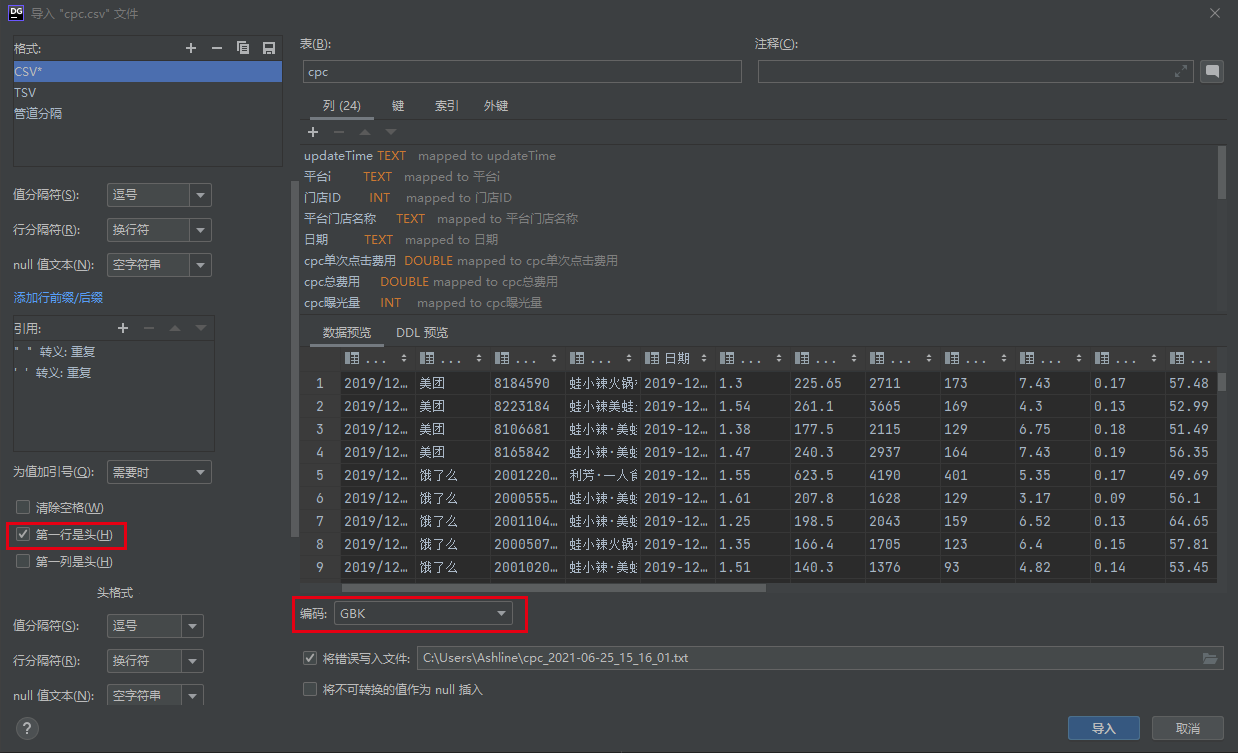 DG 导入 "cpc.csv" 文件
格式:
CSV*
TSV
管道分隔
值分隔符(S): 逗号
行分隔符(R): 换行符
null 值文本(N): 空字符串
添加行前缀/后缀
引用:
" " 转义: 重复
' ' 转义: 重复
为值加引号(Q): 需要时
清除空格(W)
第一行是头(H)
第一列是头(H)
头格式
值分隔符(S): 逗号
行分隔符(R): 换行符
null 值文本(N): 空字符串
?
表(B): 注释(C):
cpc
列 (24) 键 索引 外键
updateTime TEXT mapped to updateTime
平台i TEXT mapped to 平台i
门店ID INT mapped to 门店ID
平台门店名称 TEXT mapped to 平台门店名称
日期 TEXT mapped to 日期
cpc单次点击费用 DOUBLE mapped to cpc单次点击费用
cpc总费用 DOUBLE mapped to cpc总费用
cpc曝光量 INT mapped to cpc曝光量
数据预览 DDL 预览
... ... ... ... 日期 ... ... ... ... ... ... ...
1 2019/12… 美团 8184590 蛙小辣火锅 2019-12… 1.3 225.65 2711 173 7.43 0.17 57.48
2 2019/12… 美团 8223184 蛙小辣美蛙 2019-12… 1.54 261.1 3665 169 4.3 0.13 52.99
3 2019/12… 美团 8106681 蛙小辣·美蛙 2019-12… 1.38 177.5 2115 129 6.75 0.18 51.49
4 2019/12… 美团 8165842 蛙小辣·美蛙 2019-12… 1.47 240.3 2937 164 7.43 0.19 56.35
5 2019/12… 饿了么 2001220… 利芳·一人食 2019-12… 1.55 623.5 4190 401 5.35 0.17 49.69
6 2019/12… 饿了么 2000555… 蛙小辣·美蛙 2019-12… 1.61 207.8 1628 129 3.17 0.09 56.1
7 2019/12… 饿了么 2001104… 蛙小辣·美蛙 2019-12… 1.25 198.5 2043 159 6.52 0.13 64.65
8 2019/12… 饿了么 2000507… 蛙小辣火锅 2019-12… 1.35 166.4 1705 123 6.4 0.15 57.81
9 2019/12… 饿了么 2001020… 蛙小辣·美蛙 2019-12… 1.51 140.3 1376 93 4.82 0.14 53.45
编码: GBK
将错误写入文件: C:\Users\Ashline\cpc_2021-06-25_15_16_01.txt
将不可转换的值作为 null 插入
导入 取消